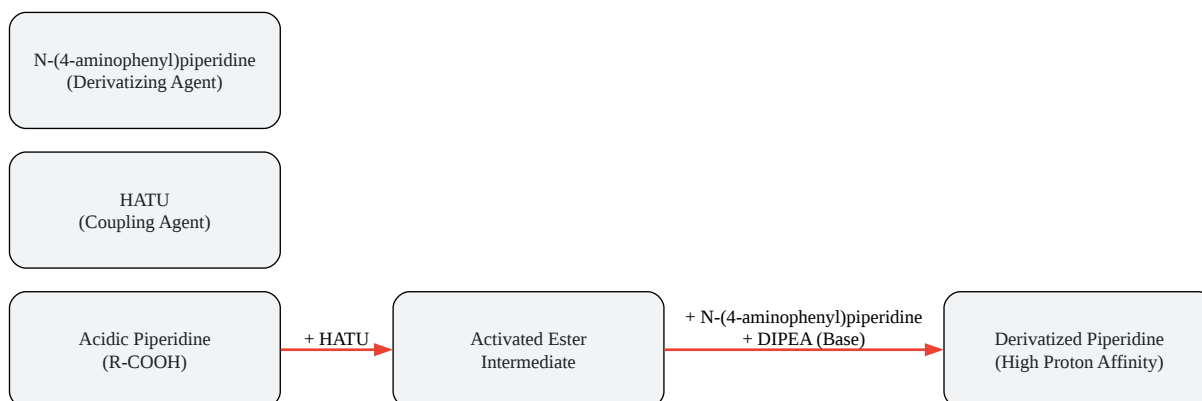 N-(4-aminophenyl)piperidine
(Derivatizing Agent)
HATU
(Coupling Agent)
Acidic Piperidine
(R-COOH)
+ HATU
Activated Ester
Intermediate
+ N-(4-aminophenyl)piperidine
+ DIPEA (Base)
Derivatized Piperidine
(High Proton Affinity)